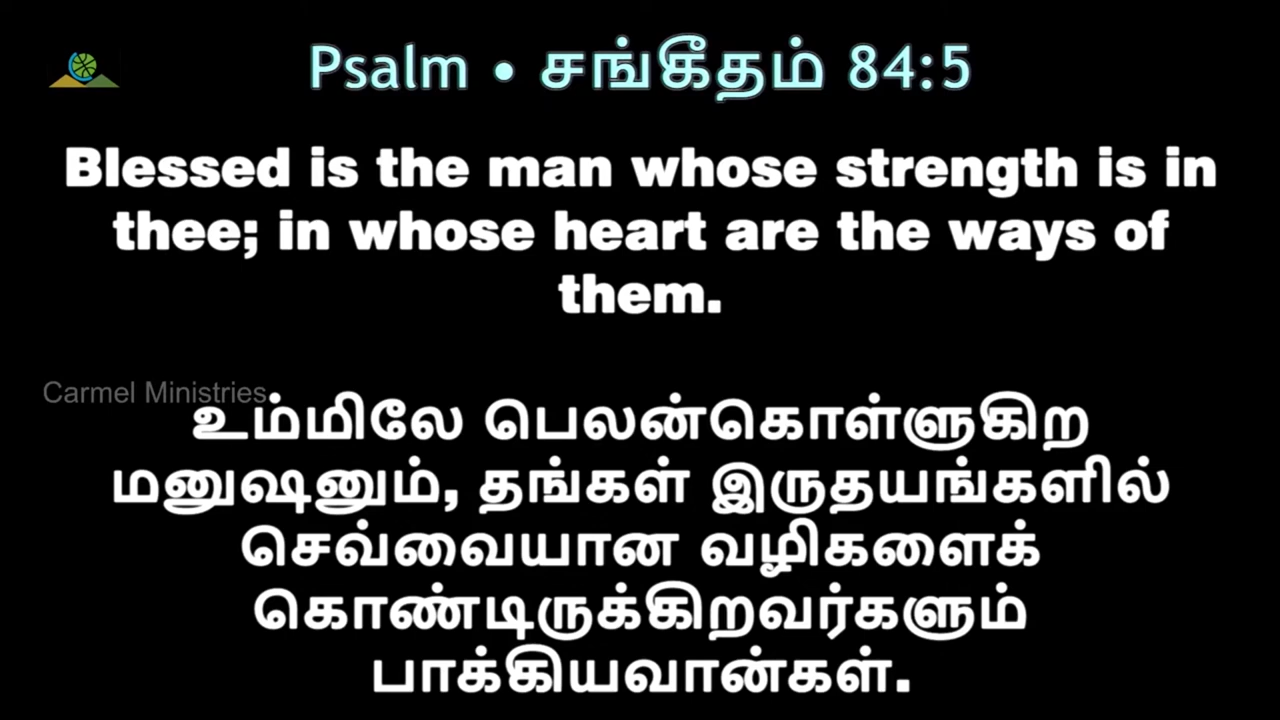 Psalm • சங்கீதம் 84:5
Blessed is the man whose strength is in
thee; in whose heart are the ways of
them.
Carmel Ministries
உம்மிலே பெலன்கொள்ளுகிற
மனுஷனும், தங்கள் இருதயங்களில்
செவ்வையான வழிகளைக்
கொண்டிருக்கிறவர்களும்
பாக்கியவான்கள்.